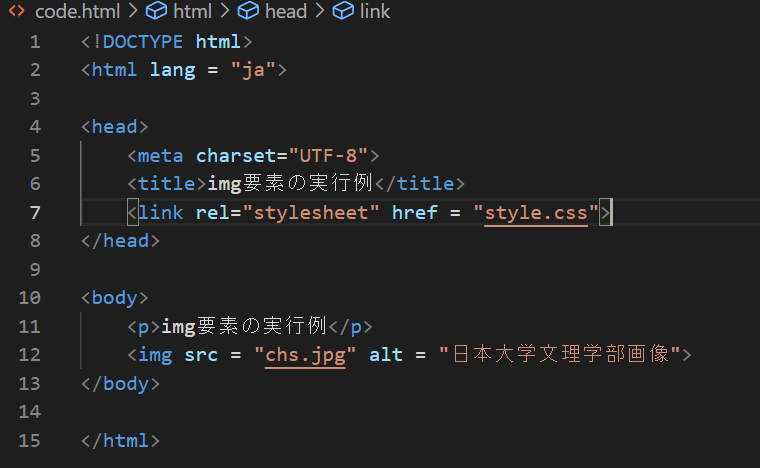 code.html > html > head > link
1 <!DOCTYPE html>
2 <html lang = "ja">
3
4 <head>
5     <meta charset="UTF-8">
6     <title>img要素の実行例</title>
7     <link rel="stylesheet" href = "style.css">
8 </head>
9
10 <body>
11     <p>img要素の実行例</p>
12     <img src = "chs.jpg" alt = "日本大学文理学部画像">
13 </body>
14
15 </html>